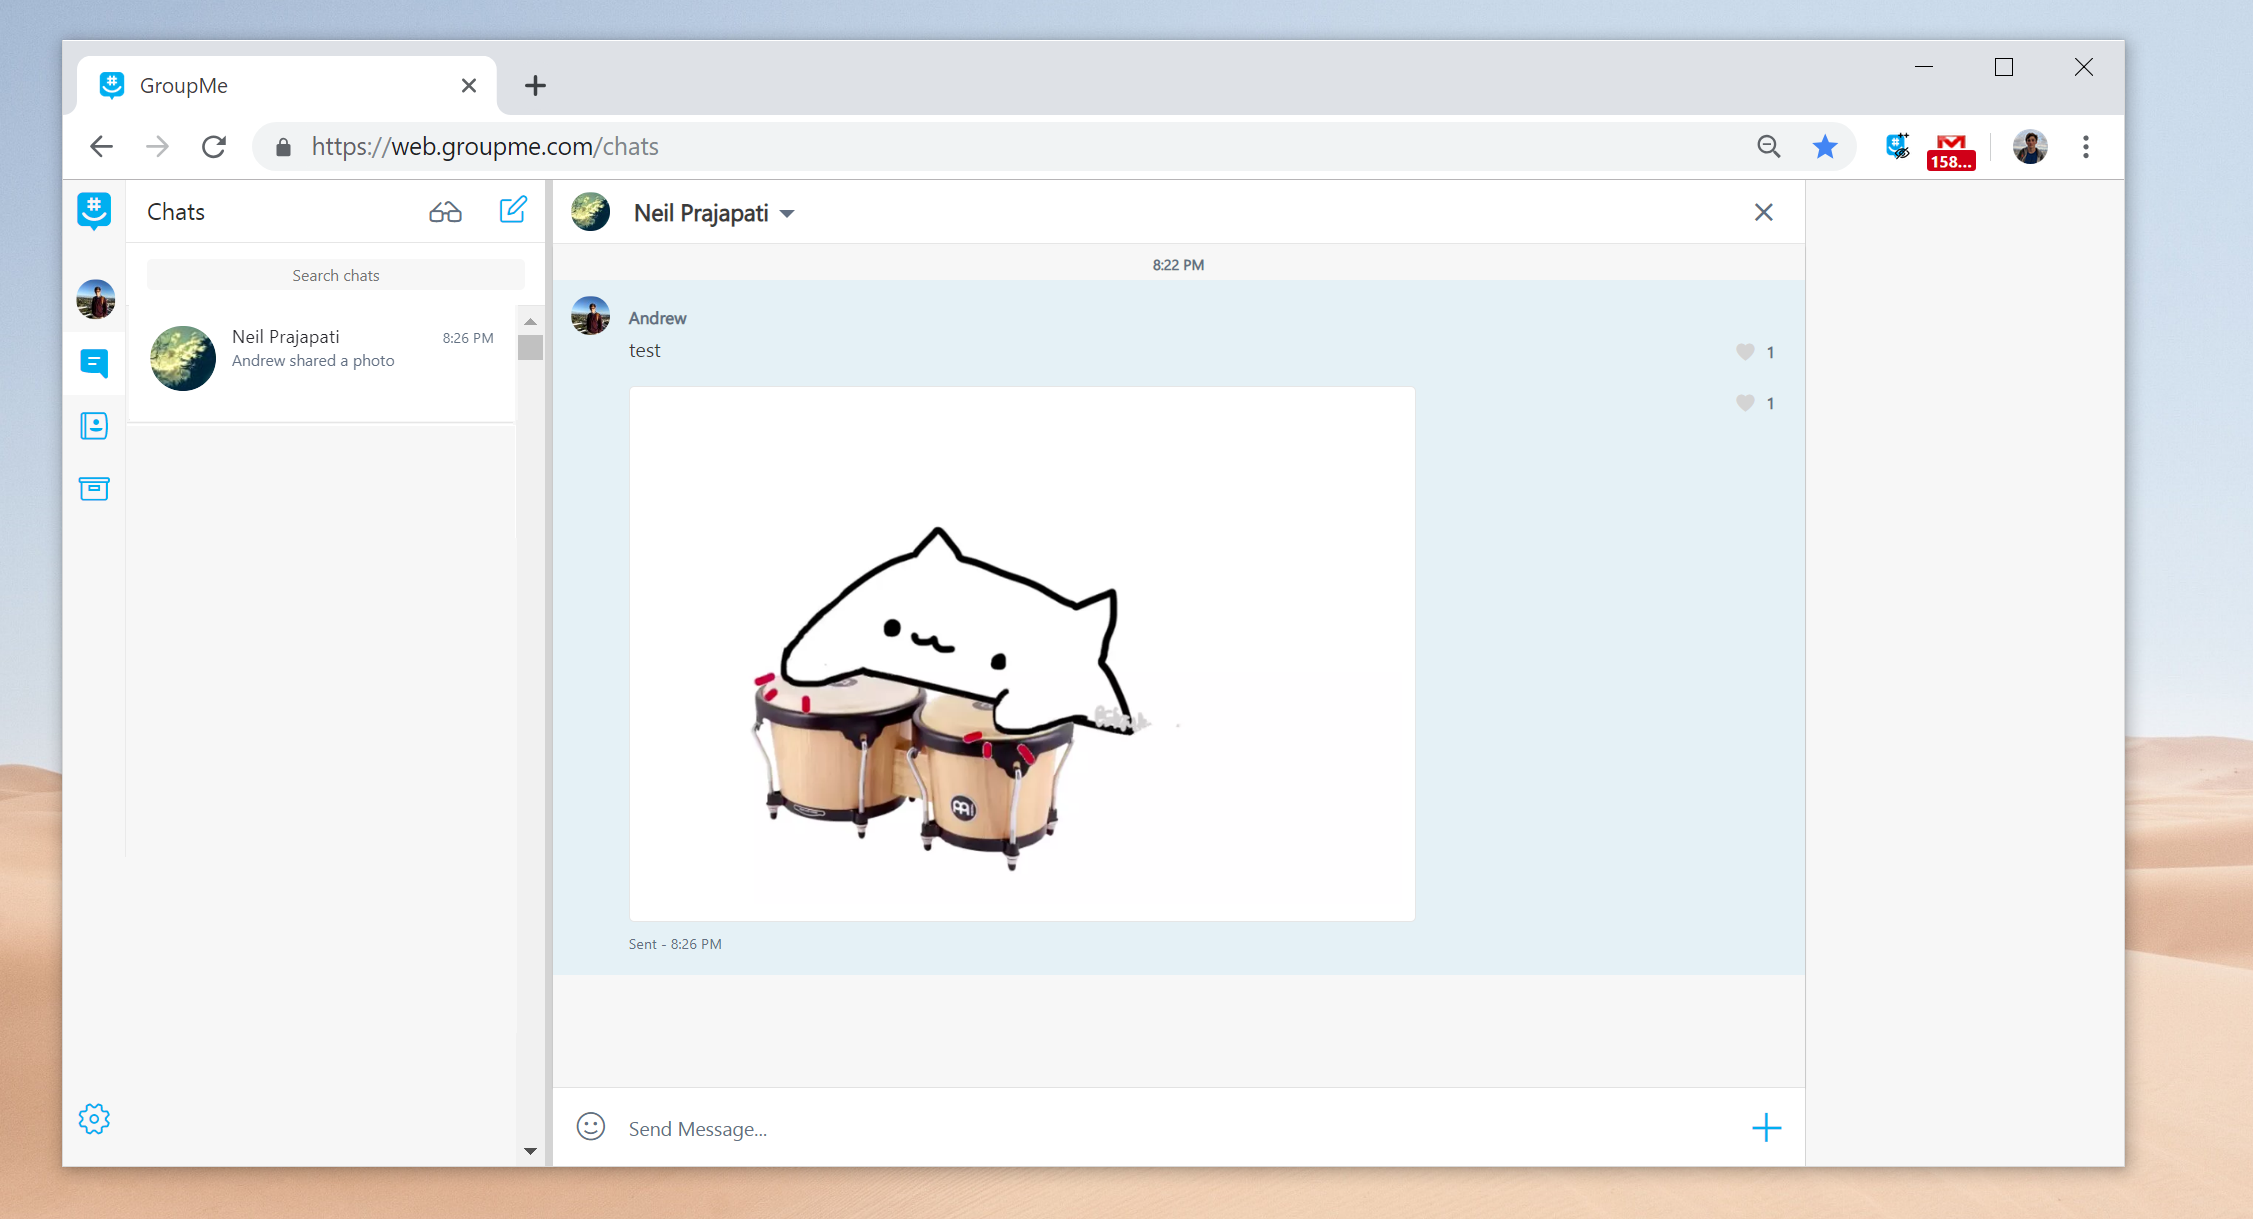 GroupMe
https://web.groupme.com/chats
158...
Chats
Search chats
Neil Prajapati
8:26 PM
Andrew shared a photo
Neil Prajapati
8:22 PM
Andrew
test
1
1
Sent - 8:26 PM
Send Message...